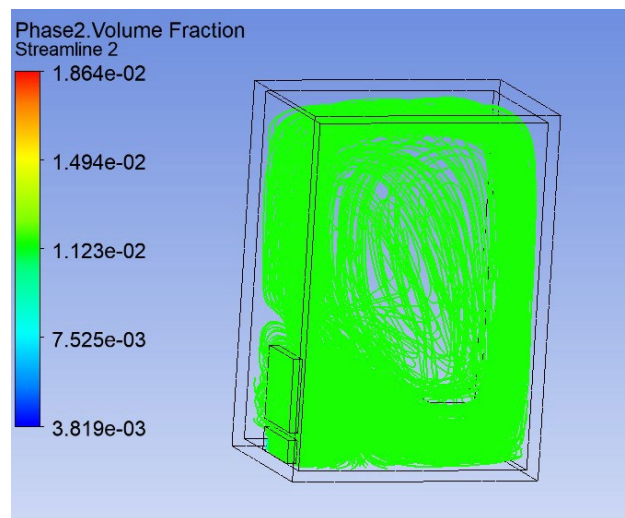 Phase2.Volume Fraction
Streamline 2
1.864e-02
1.494e-02
1.123e-02
7.525e-03
3.819e-03